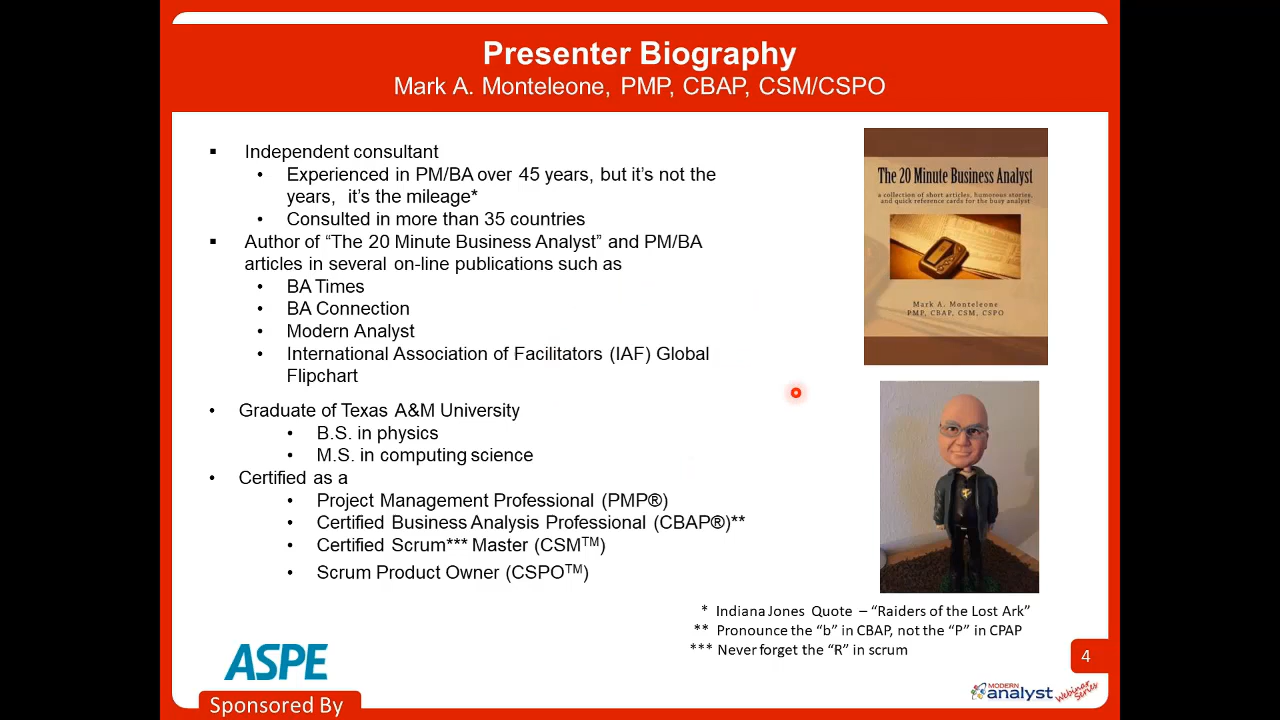 Presenter Biography
Mark A. Monteleone, PMP, CBAP, CSM/CSPO
▪ Independent consultant
• Experienced in PM/BA over 45 years, but it's not the
years, it's the mileage*
• Consulted in more than 35 countries
▪ Author of “The 20 Minute Business Analyst” and PM/BA
articles in several on-line publications such as
• BA Times
• BA Connection
• Modern Analyst
• International Association of Facilitators (IAF) Global
Flipchart
• Graduate of Texas A&M University
• B.S. in physics
• M.S. in computing science
• Certified as a
• Project Management Professional (PMP®)
• Certified Business Analysis Professional (CBAP®)**
• Certified Scrum*** Master (CSM™)
• Scrum Product Owner (CSPO™)
The 20 Minute Business Analyst
a collection of short articles, humorous stories,
and quick reference cards for the busy analyst
Mark A. Monteleone
PMP, CBAP, CSM, CSPO
* Indiana Jones Quote – “Raiders of the Lost Ark”
** Pronounce the “b” in CBAP, not the “P” in CPAP
*** Never forget the “R” in scrum
4
ASPE
Sponsored By
MODERN
analyst
Webinar
Series